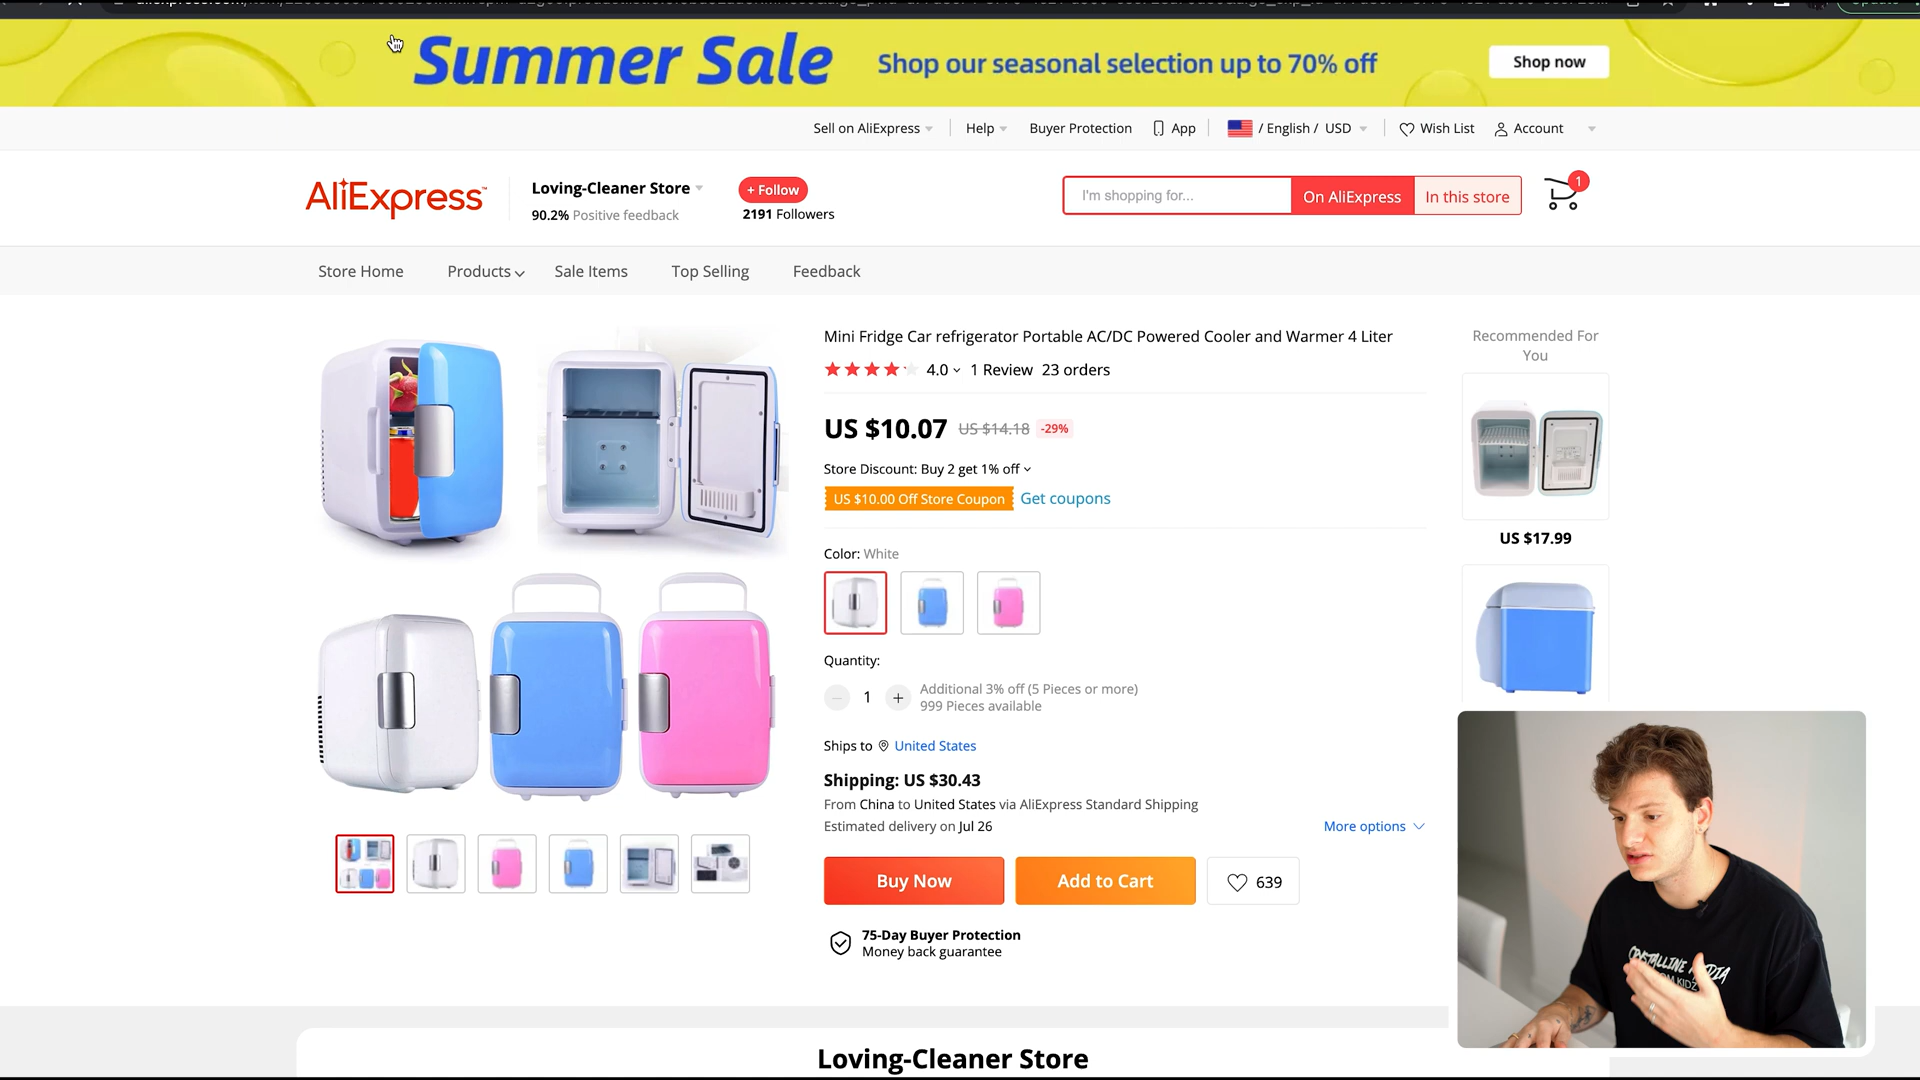 Summer Sale
Shop our seasonal selection up to 70% off
Shop now
Sell on AliExpress
Help
Buyer Protection
App
/ English / USD
Wish List
Account
AliExpress
Loving-Cleaner Store
90.2% Positive feedback
+ Follow
2191 Followers
I'm shopping for...
On AliExpress
In this store
1
Store Home
Products
Sale Items
Top Selling
Feedback
Mini Fridge Car refrigerator Portable AC/DC Powered Cooler and Warmer 4 Liter
4.0 1 Review 23 orders
US $10.07 US $14.18 -29%
Store Discount: Buy 2 get 1% off
US $10.00 Off Store Coupon Get coupons
Color: White
Quantity:
1
Additional 3% off (5 Pieces or more)
999 Pieces available
Ships to United States
Shipping: US $30.43
From China to United States via AliExpress Standard Shipping
Estimated delivery on Jul 26
More options
Buy Now
Add to Cart
639
75-Day Buyer Protection
Money back guarantee
Recommended For
You
US $17.99
CRYSTALLINE
KIDZ
Loving-Cleaner Store